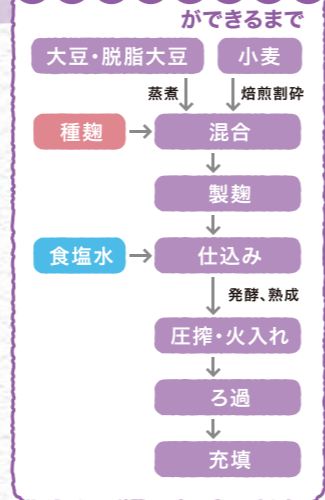 ができるまで
大豆・脱脂大豆
小麦
蒸煮
焙煎割砕
種麹
混合
製麹
食塩水
仕込み
発酵、熟成
圧搾・火入れ
ろ過
充填